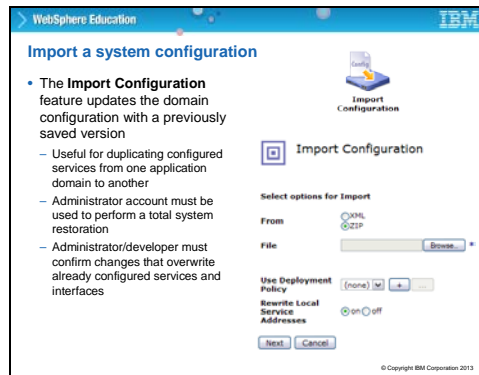 WebSphere Education
IBM
Import a system configuration
• The Import Configuration
feature updates the domain
configuration with a previously
saved version
– Useful for duplicating configured
services from one application
domain to another
– Administrator account must be
used to perform a total system
restoration
– Administrator/developer must
confirm changes that overwrite
already configured services and
interfaces
Config
Import
Configuration
Import Configuration
Select options for Import
From
XML
ZIP
File
Browse... *
Use Deployment
Policy
(none) + ...
Rewrite Local
Service
Addresses
on off
Next Cancel
© Copyright IBM Corporation 2013